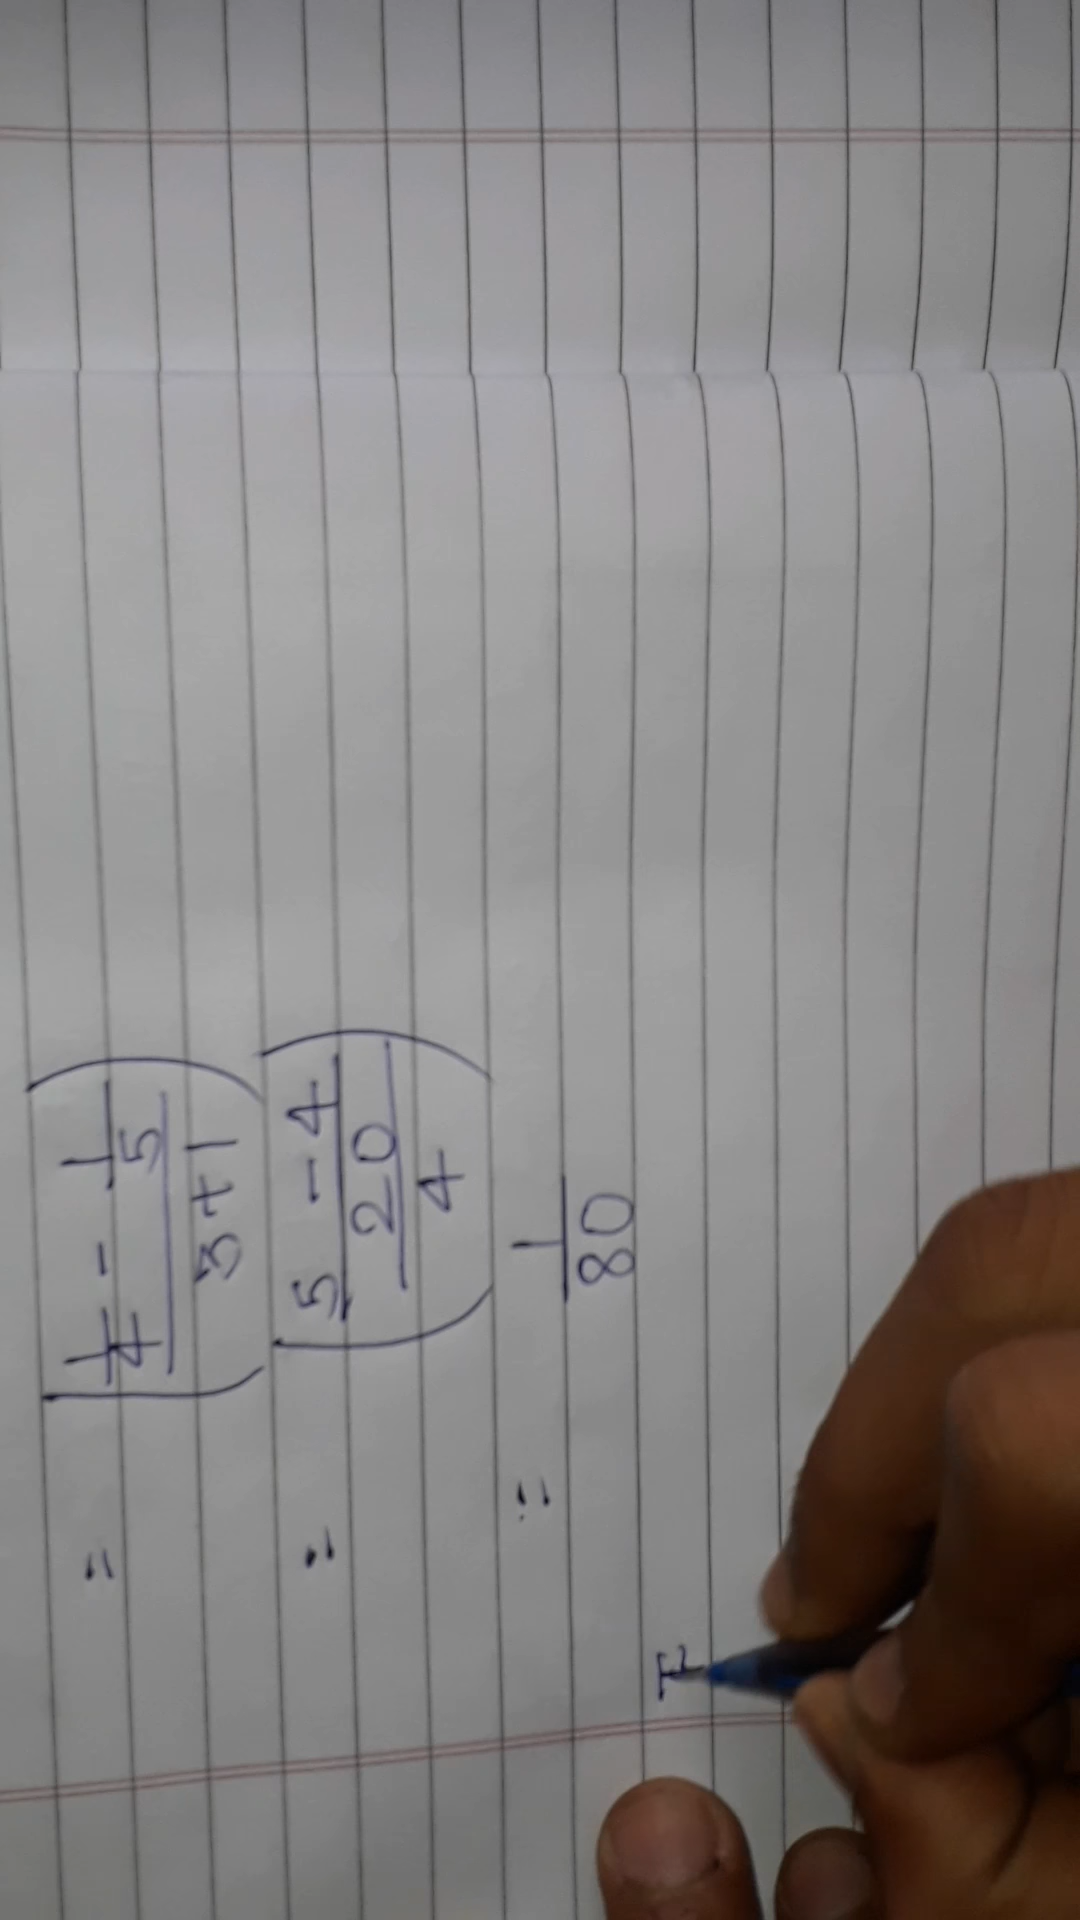 = (1/4 - 1/5 / 3+1)
= (5 - 4 / 20 / 4)
= 1/80